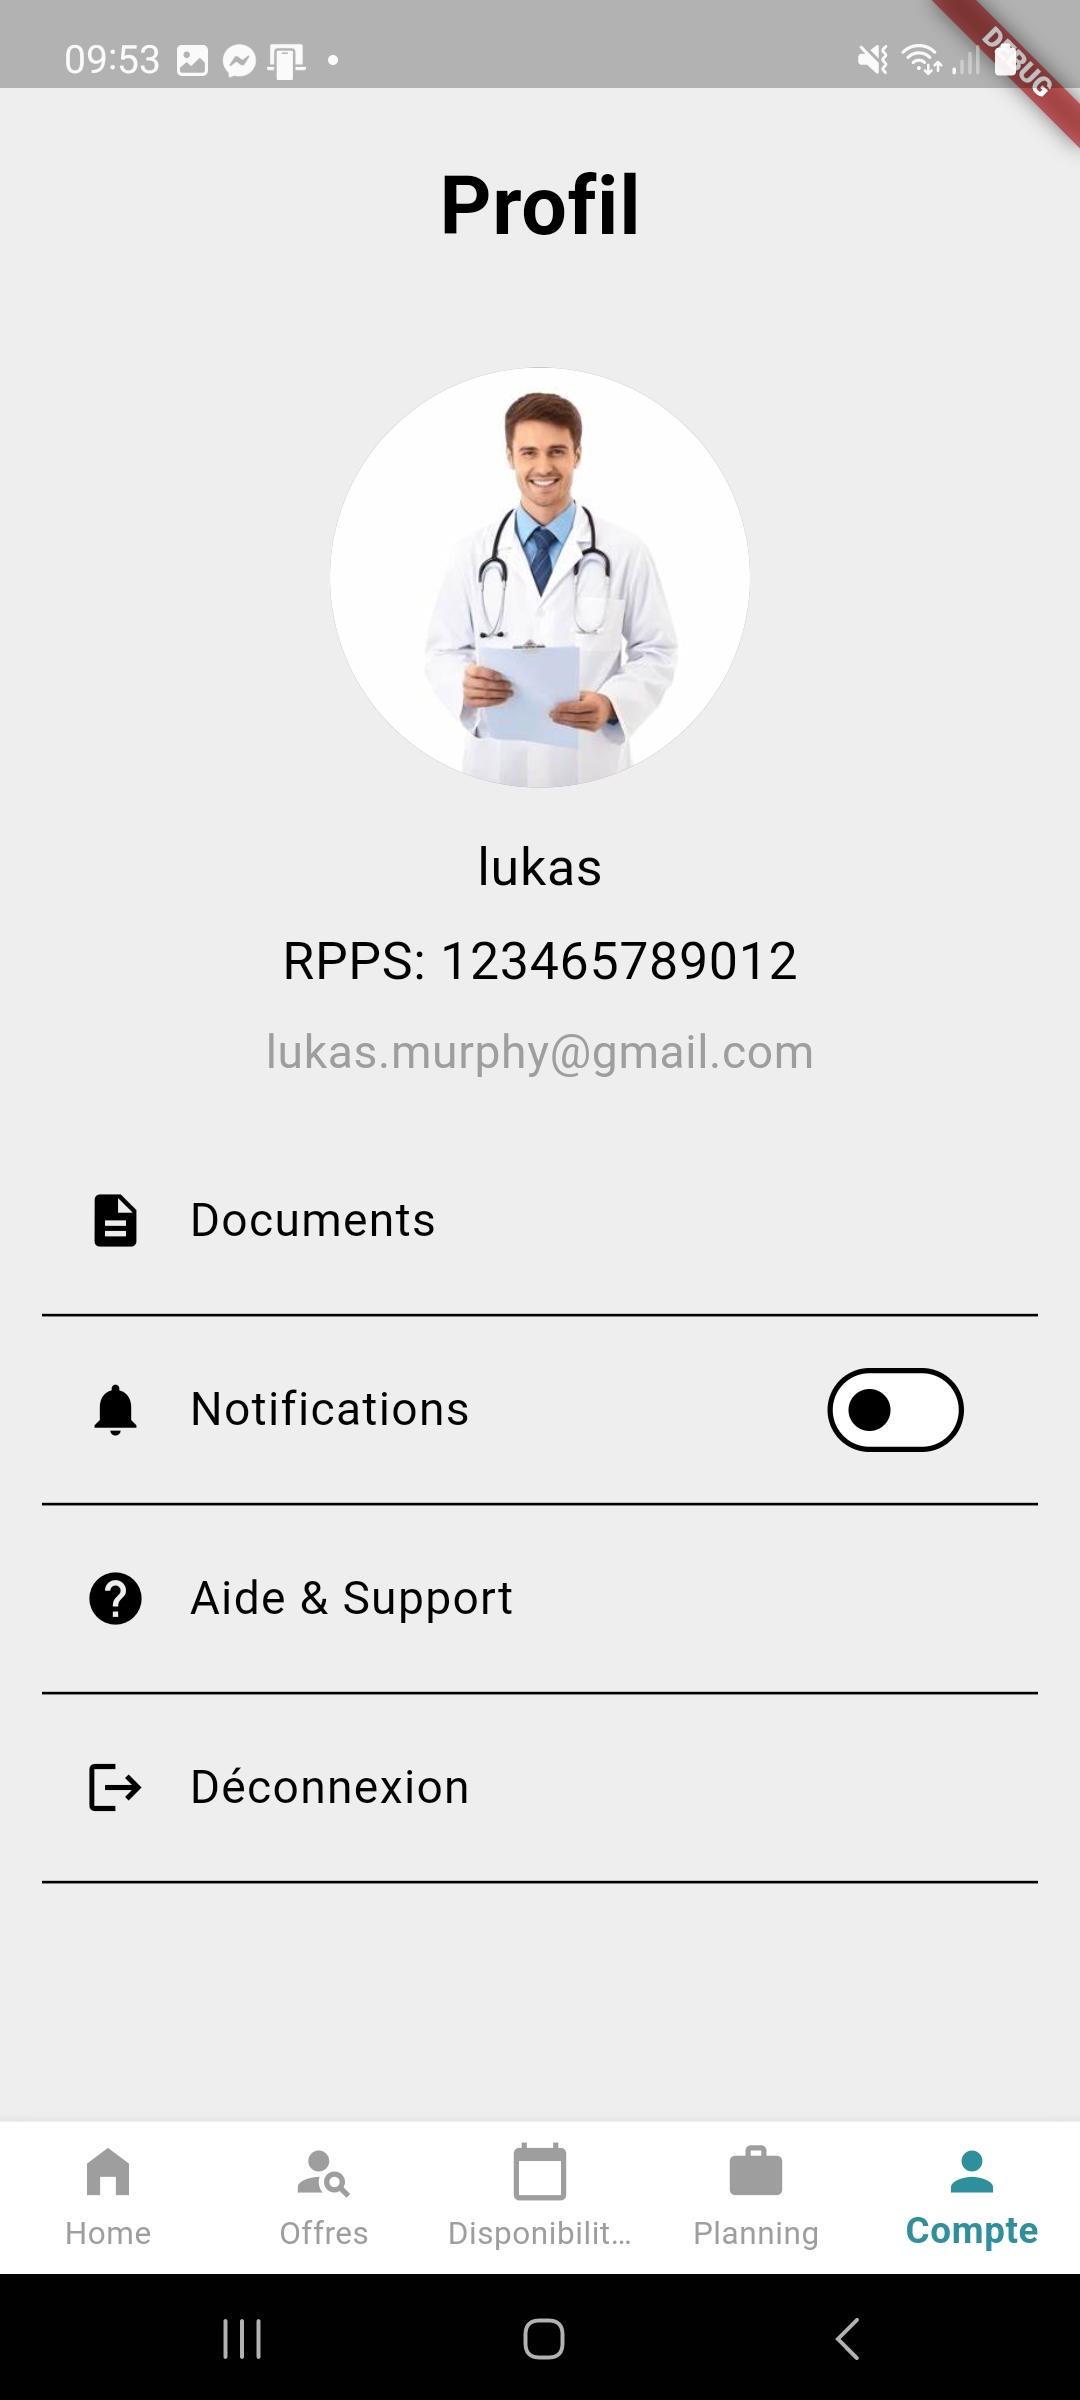 09:53
DEBUG
Profil
lukas
RPPS: 123465789012
lukas.murphy@gmail.com
Documents
Notifications
Aide & Support
Déconnexion
Home
Offres
Disponibilit...
Planning
Compte